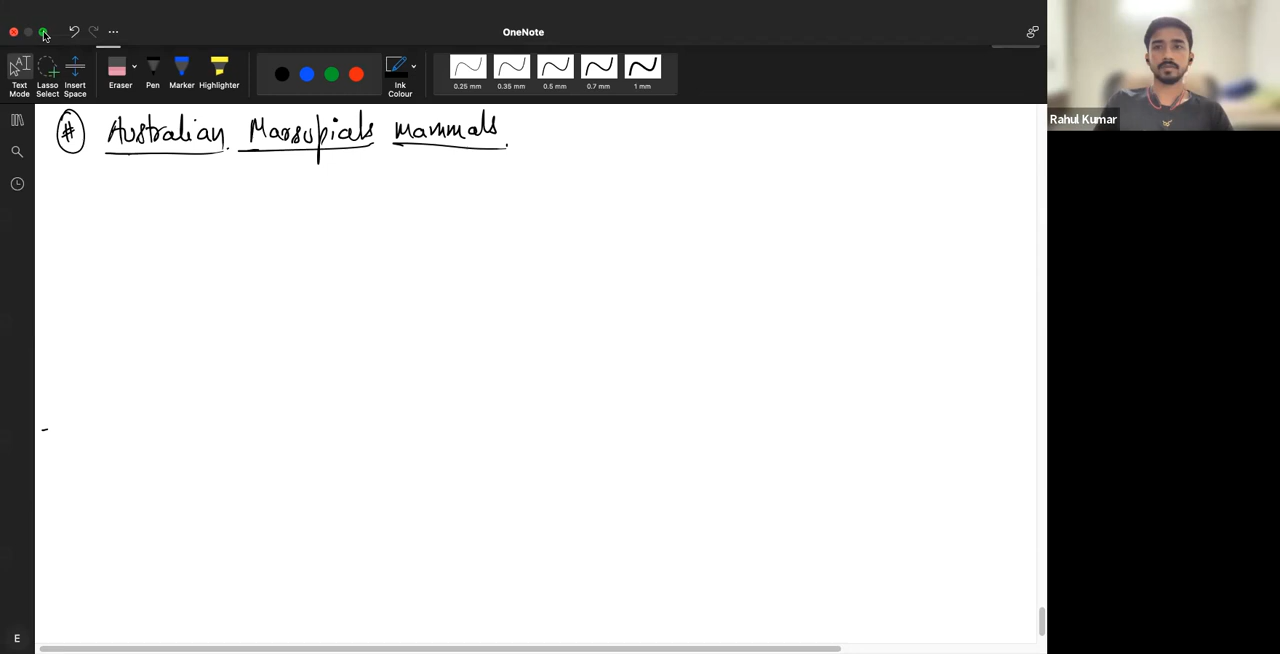 OneNote
Text Mode
Lasso Select
Insert Space
Eraser
Pen
Marker
Highlighter
Ink Colour
0.25 mm
0.35 mm
0.5 mm
0.7 mm
1 mm
Rahul Kumar
# Australian Marsupials mammals.
E